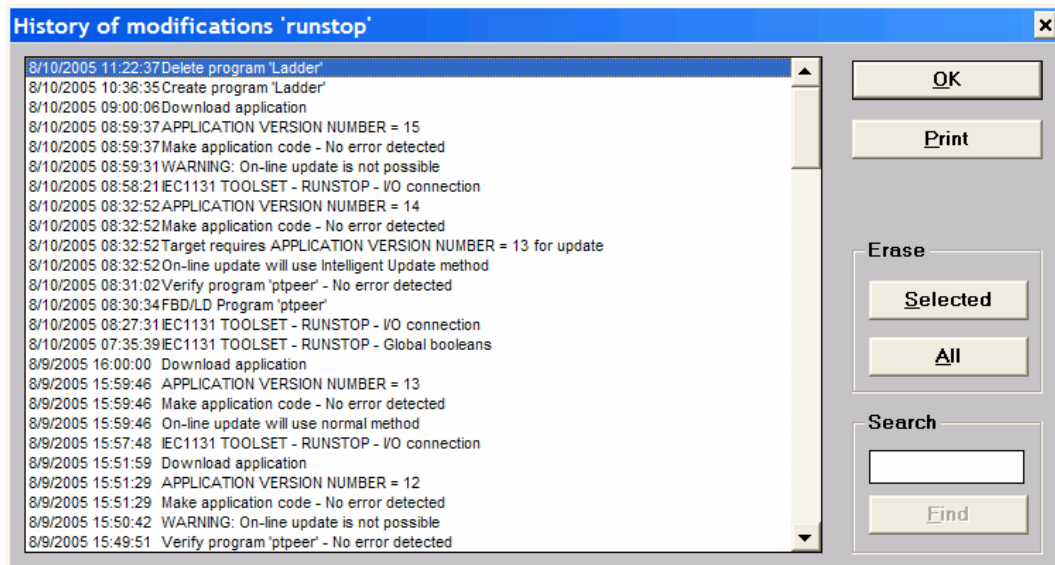 History of modifications 'runstop'
8/10/2005 11:22:37 Delete program 'Ladder'
8/10/2005 10:36:35 Create program 'Ladder'
8/10/2005 09:00:06 Download application
8/10/2005 08:59:37 APPLICATION VERSION NUMBER = 15
8/10/2005 08:59:37 Make application code - No error detected
8/10/2005 08:59:31 WARNING: On-line update is not possible
8/10/2005 08:58:21 IEC1131 TOOLSET - RUNSTOP - I/O connection
8/10/2005 08:32:52 APPLICATION VERSION NUMBER = 14
8/10/2005 08:32:52 Make application code - No error detected
8/10/2005 08:32:52 Target requires APPLICATION VERSION NUMBER = 13 for update
8/10/2005 08:32:52 On-line update will use Intelligent Update method
8/10/2005 08:31:02 Verify program 'ptpeer' - No error detected
8/10/2005 08:30:34 FBD/LD Program 'ptpeer'
8/10/2005 08:27:31 IEC1131 TOOLSET - RUNSTOP - I/O connection
8/10/2005 07:35:39 IEC1131 TOOLSET - RUNSTOP - Global booleans
8/9/2005 16:00:00 Download application
8/9/2005 15:59:46 APPLICATION VERSION NUMBER = 13
8/9/2005 15:59:46 Make application code - No error detected
8/9/2005 15:59:46 On-line update will use normal method
8/9/2005 15:57:48 IEC1131 TOOLSET - RUNSTOP - I/O connection
8/9/2005 15:51:59 Download application
8/9/2005 15:51:29 APPLICATION VERSION NUMBER = 12
8/9/2005 15:51:29 Make application code - No error detected
8/9/2005 15:50:42 WARNING: On-line update is not possible
8/9/2005 15:49:51 Verify program 'ptpeer' - No error detected
OK
Print
Erase
Selected
All
Search
Find